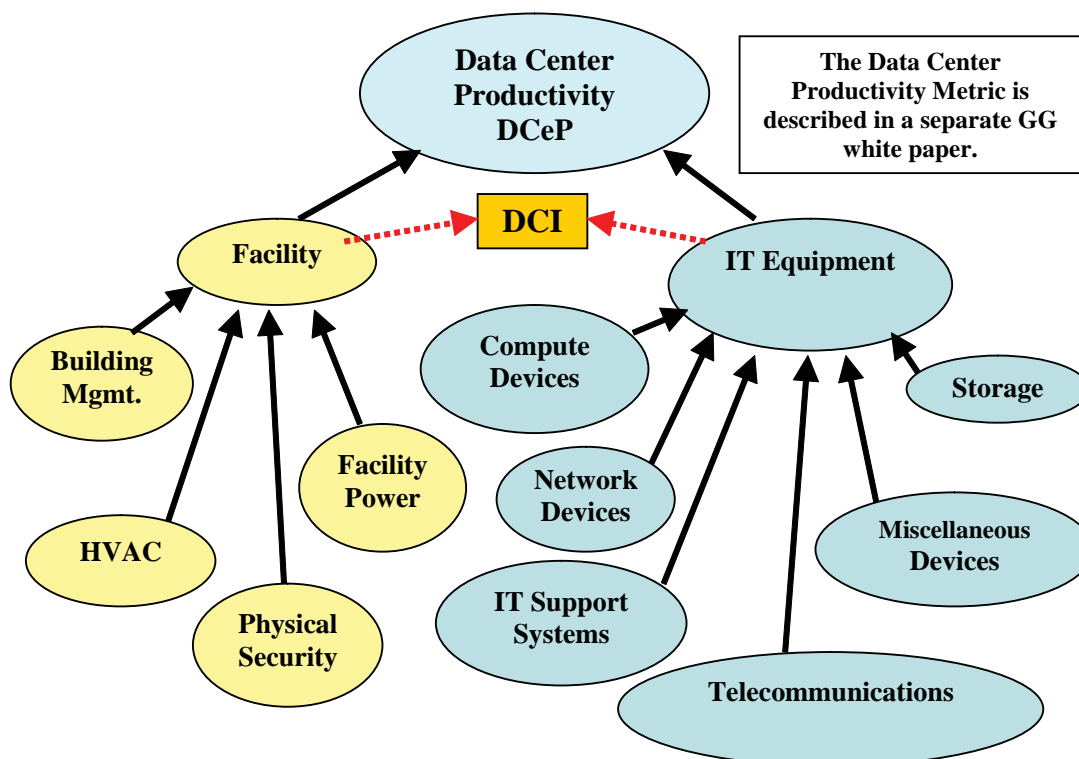 Data Center
Productivity
DCeP
The Data Center
Productivity Metric is
described in a separate GG
white paper.
DCI
Facility
IT Equipment
Building
Mgmt.
Compute
Devices
Storage
Facility
Power
Network
Devices
HVAC
Miscellaneous
Devices
IT Support
Systems
Physical
Security
Telecommunications